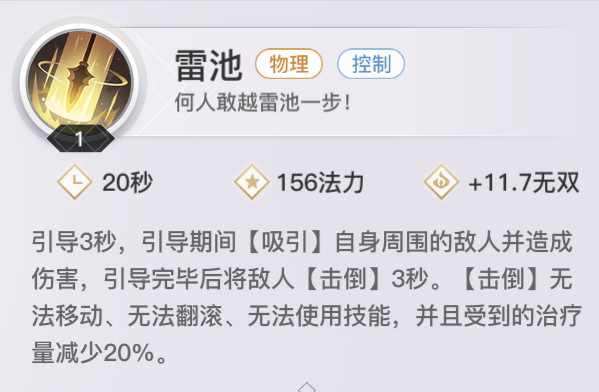 雷池 物理 控制
何人敢越雷池一步!
1
20秒 156法力 +11.7无双
引导3秒，引导期间【吸引】自身周围的敌人并造成
伤害，引导完毕后将敌人【击倒】3秒。【击倒】无
法移动、无法翻滚、无法使用技能，并且受到的治疗
量减少20%。